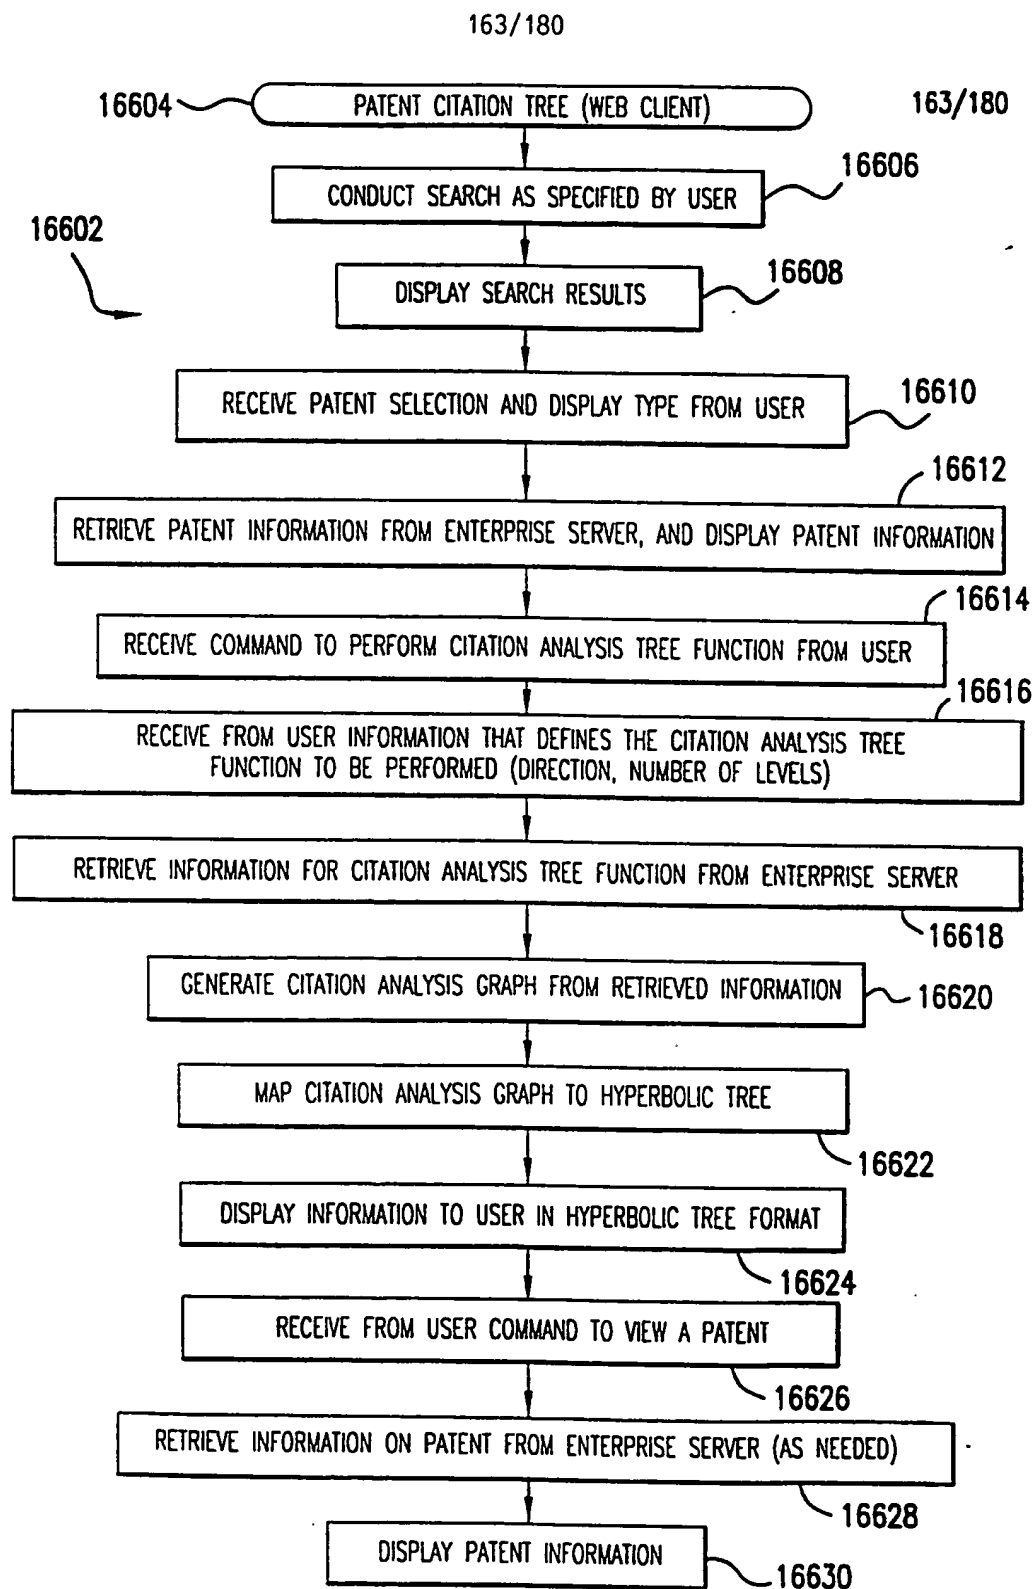 163/180
16604
PATENT CITATION TREE (WEB CLIENT)
163/180
16606
CONDUCT SEARCH AS SPECIFIED BY USER
16602
16608
DISPLAY SEARCH RESULTS
16610
RECEIVE PATENT SELECTION AND DISPLAY TYPE FROM USER
16612
RETRIEVE PATENT INFORMATION FROM ENTERPRISE SERVER, AND DISPLAY PATENT INFORMATION
16614
RECEIVE COMMAND TO PERFORM CITATION ANALYSIS TREE FUNCTION FROM USER
16616
RECEIVE FROM USER INFORMATION THAT DEFINES THE CITATION ANALYSIS TREE
FUNCTION TO BE PERFORMED (DIRECTION, NUMBER OF LEVELS)
RETRIEVE INFORMATION FOR CITATION ANALYSIS TREE FUNCTION FROM ENTERPRISE SERVER
16618
GENERATE CITATION ANALYSIS GRAPH FROM RETRIEVED INFORMATION
16620
MAP CITATION ANALYSIS GRAPH TO HYPERBOLIC TREE
16622
DISPLAY INFORMATION TO USER IN HYPERBOLIC TREE FORMAT
16624
RECEIVE FROM USER COMMAND TO VIEW A PATENT
16626
RETRIEVE INFORMATION ON PATENT FROM ENTERPRISE SERVER (AS NEEDED)
16628
DISPLAY PATENT INFORMATION
16630